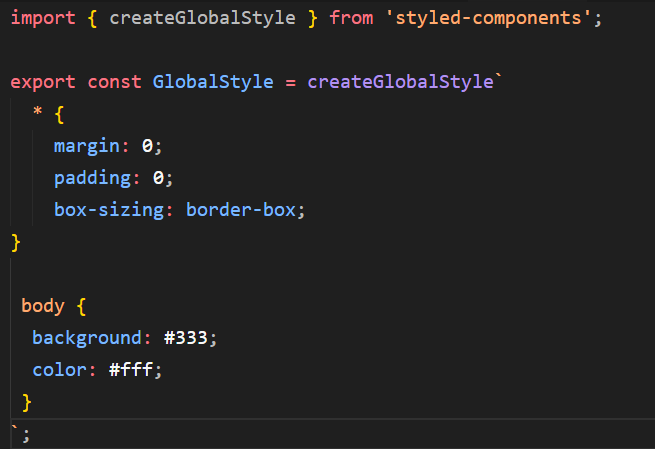 import { createGlobalStyle } from 'styled-components';
export const GlobalStyle = createGlobalStyle`
* {
margin: 0;
padding: 0;
box-sizing: border-box;
}
body {
background: #333;
color: #fff;
}
`;